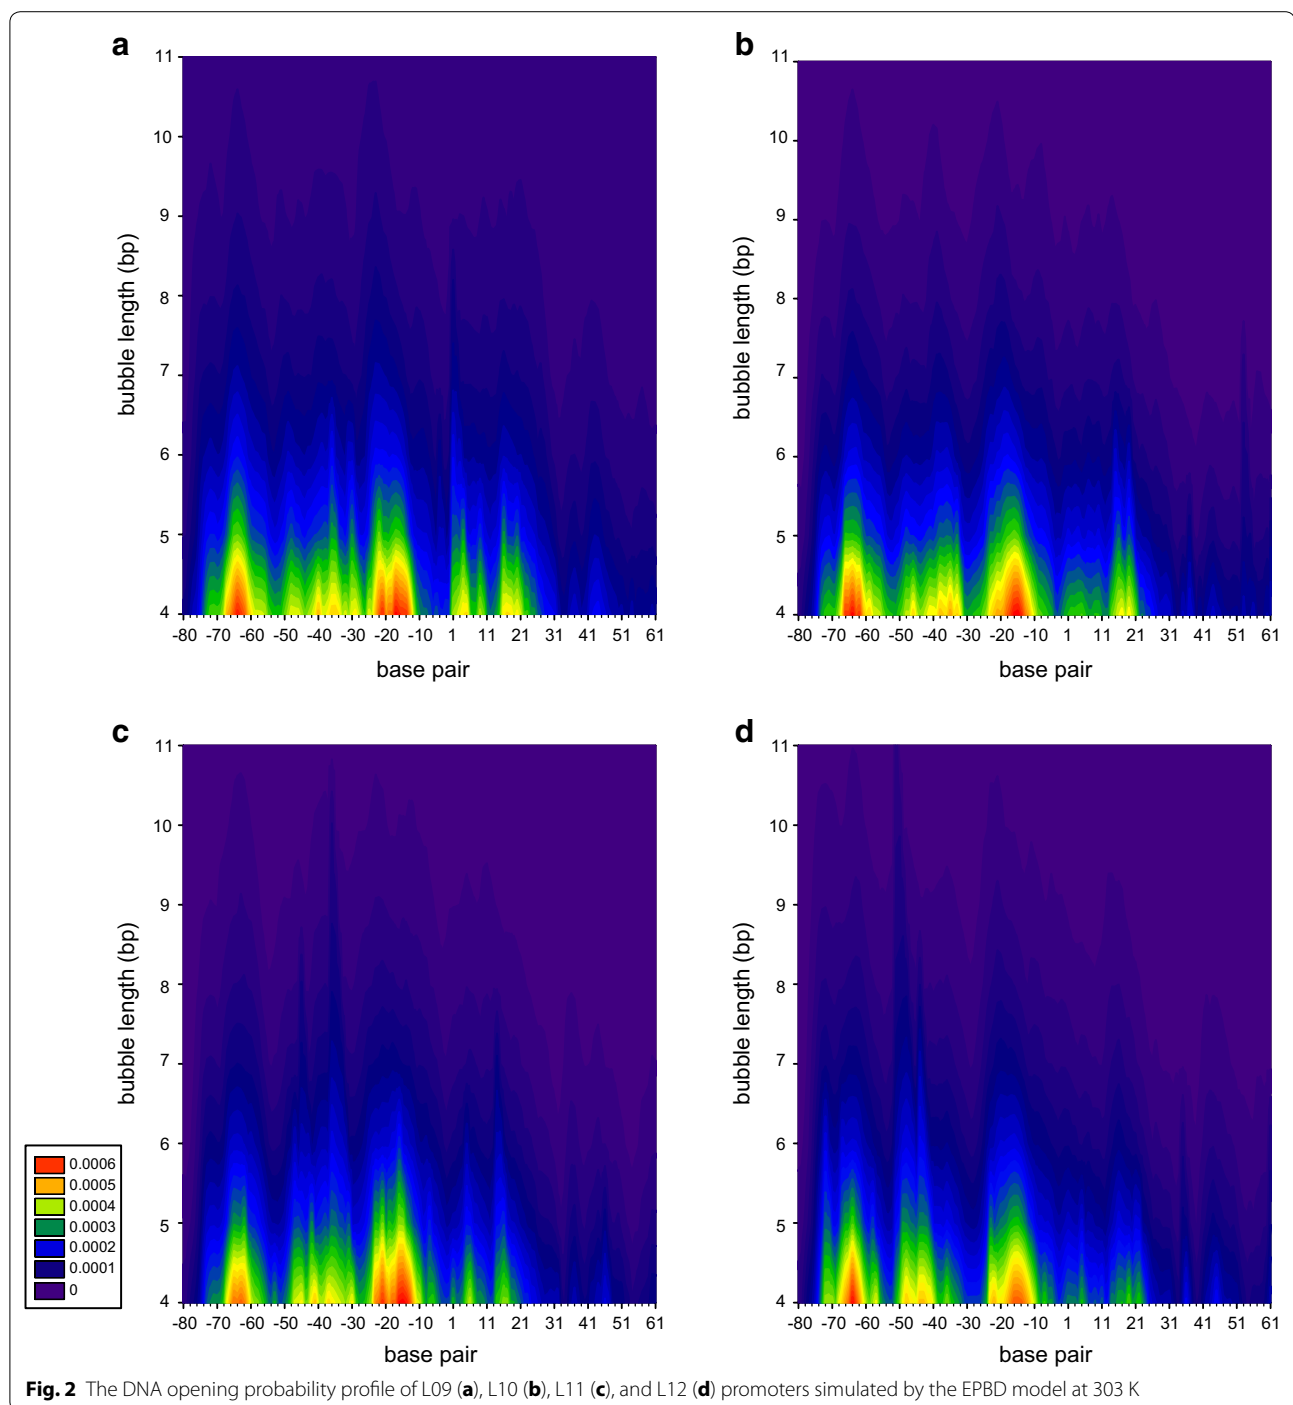 a
b
11
10
9
8
7
6
5
4
bubble length (bp)
-80 -70 -60 -50 -40 -30 -20 -10 1 11 21 31 41 51 61
base pair
11
10
9
8
7
6
5
4
bubble length (bp)
-80 -70 -60 -50 -40 -30 -20 -10 1 11 21 31 41 51 61
base pair
c
d
11
10
9
8
7
6
5
4
bubble length (bp)
-80 -70 -60 -50 -40 -30 -20 -10 1 11 21 31 41 51 61
base pair
11
10
9
8
7
6
5
4
bubble length (bp)
-80 -70 -60 -50 -40 -30 -20 -10 1 11 21 31 41 51 61
base pair
0.0006
0.0005
0.0004
0.0003
0.0002
0.0001
0
Fig. 2 The DNA opening probability profile of L09 (a), L10 (b), L11 (c), and L12 (d) promoters simulated by the EPBD model at 303 K